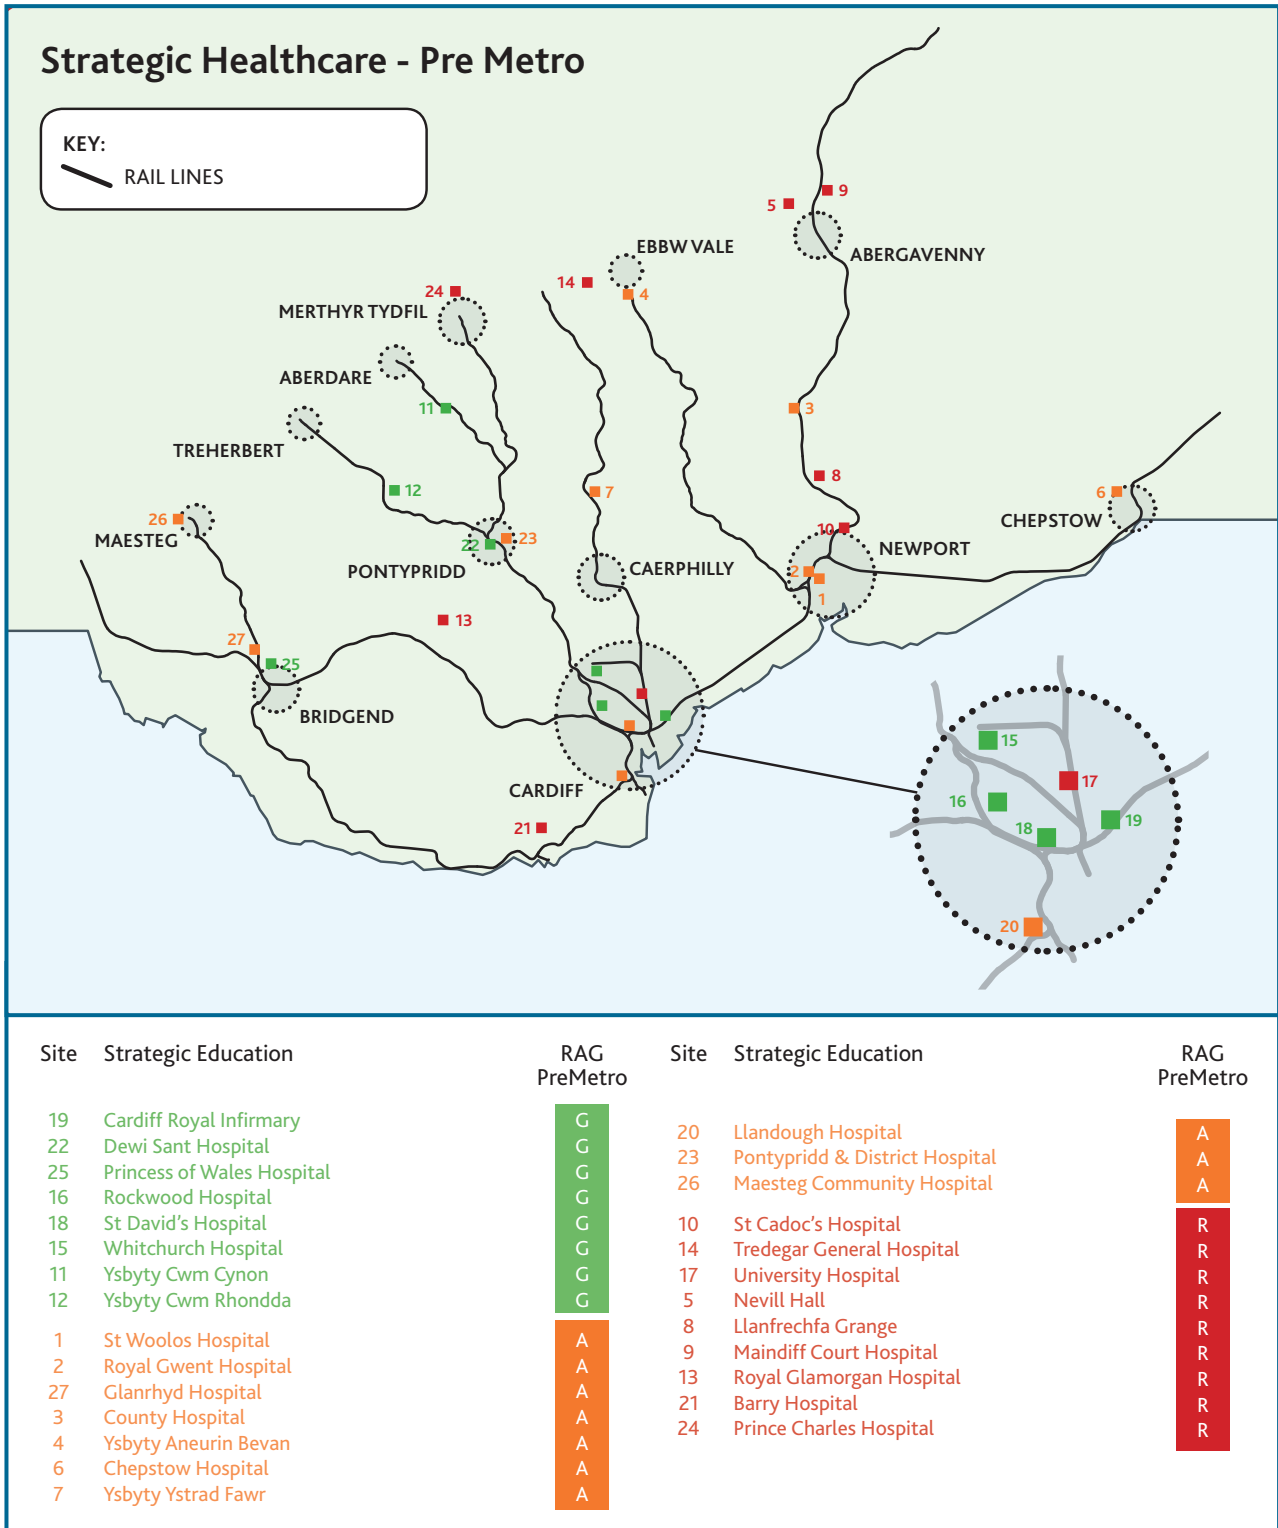 Strategic Healthcare - Pre Metro
KEY:
RAIL LINES
9
5
EBBW VALE
ABERGAVENNY
14
4
24
MERTHYR TYDFIL
ABERDARE
11
3
TREHERBERT
8
12
7
6
CHEPSTOW
26
MAESTEG
10
23
22
NEWPORT
PONTYPRIDD
CAERPHILLY
2
1
13
27
25
BRIDGEND
15
17
CARDIFF
16
18
19
21
20
Site Strategic Education RAG PreMetro
19 Cardiff Royal Infirmary G
22 Dewi Sant Hospital G
25 Princess of Wales Hospital G
16 Rockwood Hospital G
18 St David's Hospital G
15 Whitchurch Hospital G
11 Ysbyty Cwm Cynon G
12 Ysbyty Cwm Rhondda G
1 St Woolos Hospital A
2 Royal Gwent Hospital A
27 Glanrhyd Hospital A
3 County Hospital A
4 Ysbyty Aneurin Bevan A
6 Chepstow Hospital A
7 Ysbyty Ystrad Fawr A
Site Strategic Education RAG PreMetro
20 Llandough Hospital A
23 Pontypridd & District Hospital A
26 Maesteg Community Hospital A
10 St Cadoc's Hospital R
14 Tredegar General Hospital R
17 University Hospital R
5 Nevill Hall R
8 Llanfrechfa Grange R
9 Maindiff Court Hospital R
13 Royal Glamorgan Hospital R
21 Barry Hospital R
24 Prince Charles Hospital R